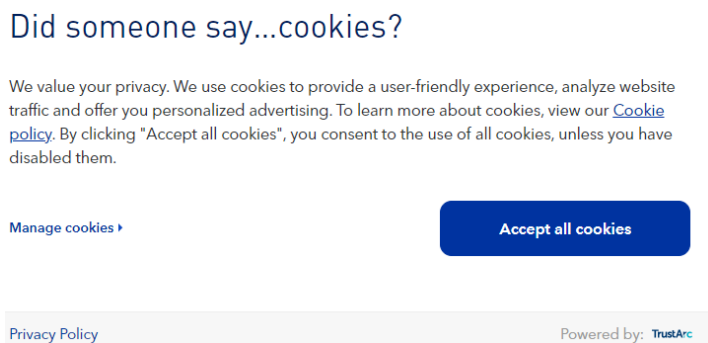 Did someone say...cookies?
We value your privacy. We use cookies to provide a user-friendly experience, analyze website
traffic and offer you personalized advertising. To learn more about cookies, view our Cookie
policy. By clicking "Accept all cookies", you consent to the use of all cookies, unless you have
disabled them.
Manage cookies
Accept all cookies
Privacy Policy
Powered by: TrustArc